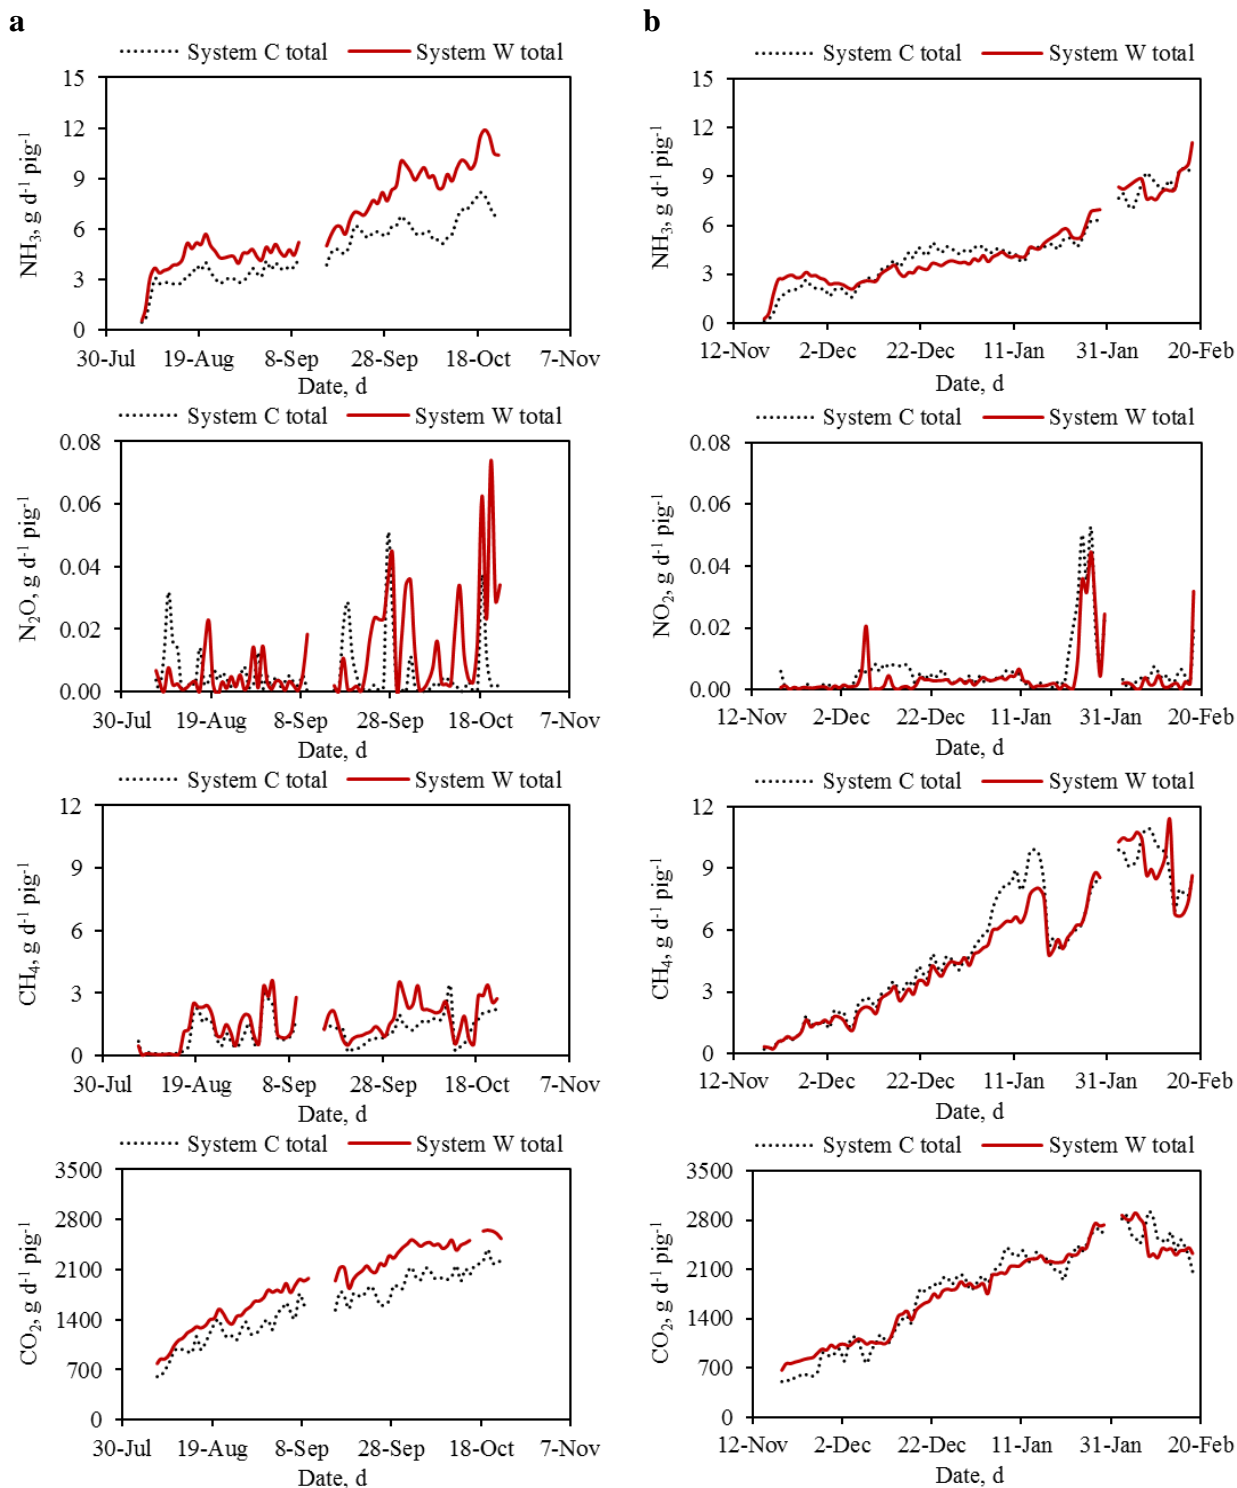 a
System C total System W total
15
12
9
6
3
0
NH₃, g d⁻¹ pig⁻¹
30-Jul 19-Aug 8-Sep 28-Sep 18-Oct 7-Nov
Date, d
System C total System W total
0.08
0.06
0.04
0.02
0.00
N₂O, g d⁻¹ pig⁻¹
30-Jul 19-Aug 8-Sep 28-Sep 18-Oct 7-Nov
Date, d
System C total System W total
12
9
6
3
0
CH₄, g d⁻¹ pig⁻¹
30-Jul 19-Aug 8-Sep 28-Sep 18-Oct 7-Nov
Date, d
System C total System W total
3500
2800
2100
1400
700
0
CO₂, g d⁻¹ pig⁻¹
30-Jul 19-Aug 8-Sep 28-Sep 18-Oct 7-Nov
Date, d
b
System C total System W total
15
12
9
6
3
0
NH₃, g d⁻¹ pig⁻¹
12-Nov 2-Dec 22-Dec 11-Jan 31-Jan 20-Feb
Date, d
System C total System W total
0.08
0.06
0.04
0.02
0.00
NO₂, g d⁻¹ pig⁻¹
12-Nov 2-Dec 22-Dec 11-Jan 31-Jan 20-Feb
Date, d
System C total System W total
12
9
6
3
0
CH₄, g d⁻¹ pig⁻¹
12-Nov 2-Dec 22-Dec 11-Jan 31-Jan 20-Feb
Date, d
System C total System W total
3500
2800
2100
1400
700
0
CO₂, g d⁻¹ pig⁻¹
12-Nov 2-Dec 22-Dec 11-Jan 31-Jan 20-Feb
Date, d